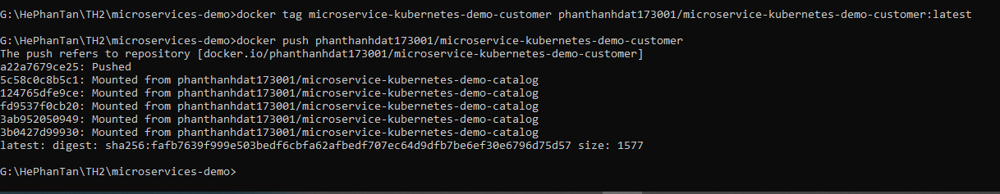 G:\HePhanTan\TH2\microservices-demo>docker tag microservice-kubernetes-demo-customer phanthanhdat173001/microservice-kubernetes-demo-customer:latest
G:\HePhanTan\TH2\microservices-demo>docker push phanthanhdat173001/microservice-kubernetes-demo-customer
The push refers to repository [docker.io/phanthanhdat173001/microservice-kubernetes-demo-customer]
a22a7679ce25: Pushed
5c58c0c8b5c1: Mounted from phanthanhdat173001/microservice-kubernetes-demo-catalog
124765dfe9ce: Mounted from phanthanhdat173001/microservice-kubernetes-demo-catalog
fd9537f0cb20: Mounted from phanthanhdat173001/microservice-kubernetes-demo-catalog
3ab952050949: Mounted from phanthanhdat173001/microservice-kubernetes-demo-catalog
3b0427d99930: Mounted from phanthanhdat173001/microservice-kubernetes-demo-catalog
latest: digest: sha256:fafb7639f999e503bedf6cbfa62afbedf707ec64d9dfb7be6ef30e6796d75d57 size: 1577
G:\HePhanTan\TH2\microservices-demo>